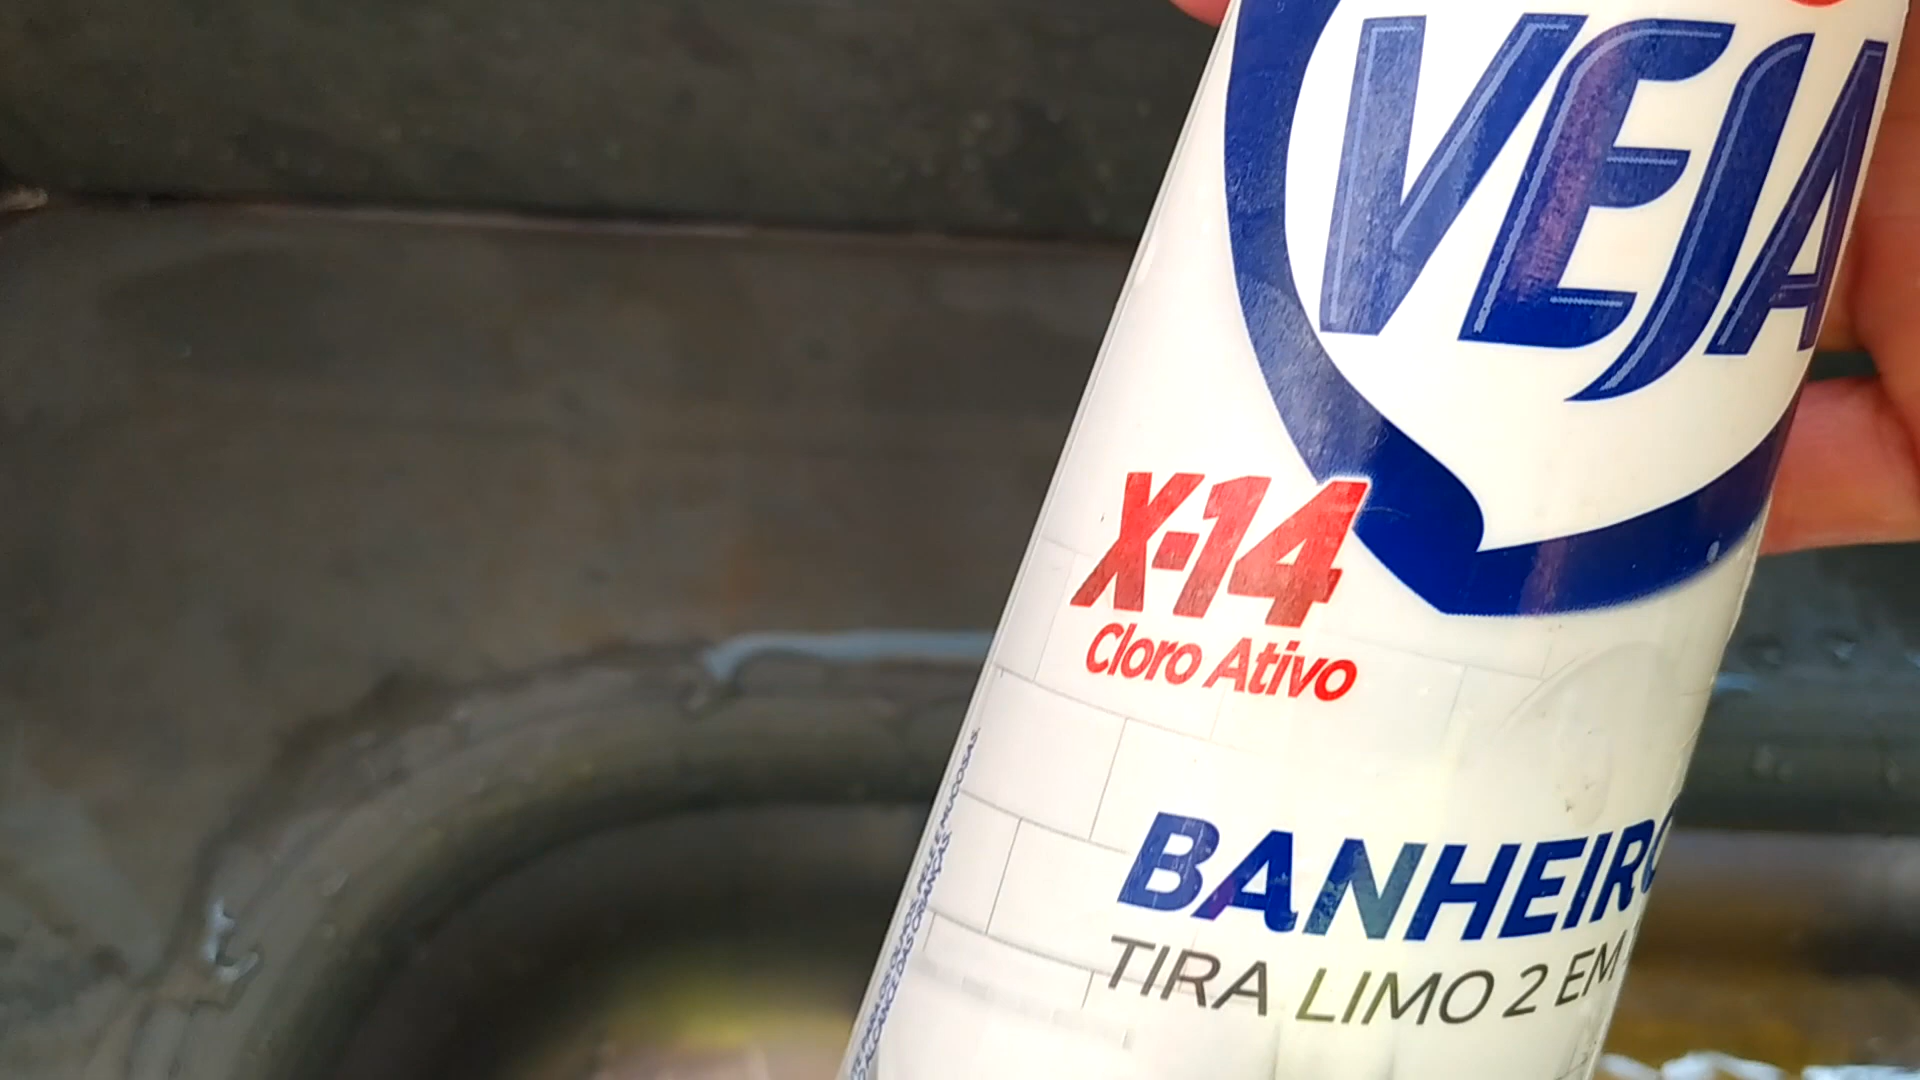 VEJA
X-14
Cloro Ativo
BANHEIRO
TIRA LIMO 2 EM